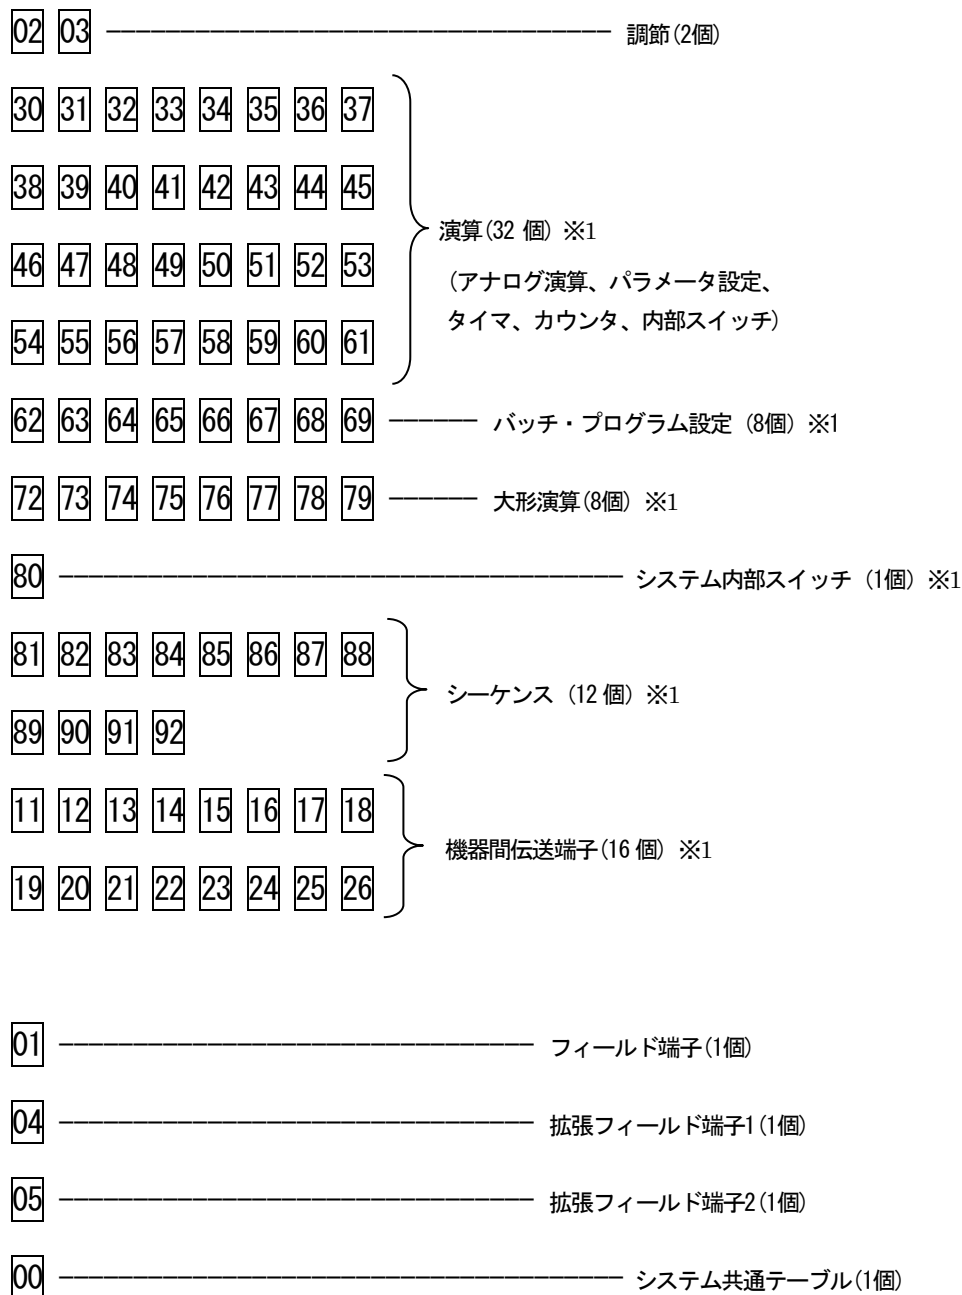 02 03 調節(2個)
30 31 32 33 34 35 36 37
38 39 40 41 42 43 44 45
演算(32 個) ※1
46 47 48 49 50 51 52 53
(アナログ演算、パラメータ設定、
タイマ、カウンタ、内部スイッチ)
54 55 56 57 58 59 60 61
62 63 64 65 66 67 68 69 バッチ・プログラム設定 (8個) ※1
72 73 74 75 76 77 78 79 大形演算(8個) ※1
80 システム内部スイッチ (1個) ※1
81 82 83 84 85 86 87 88
シーケンス (12 個) ※1
89 90 91 92
11 12 13 14 15 16 17 18
機器間伝送端子(16 個) ※1
19 20 21 22 23 24 25 26
01 フィールド端子(1個)
04 拡張フィールド端子1(1個)
05 拡張フィールド端子2(1個)
00 システム共通テーブル(1個)